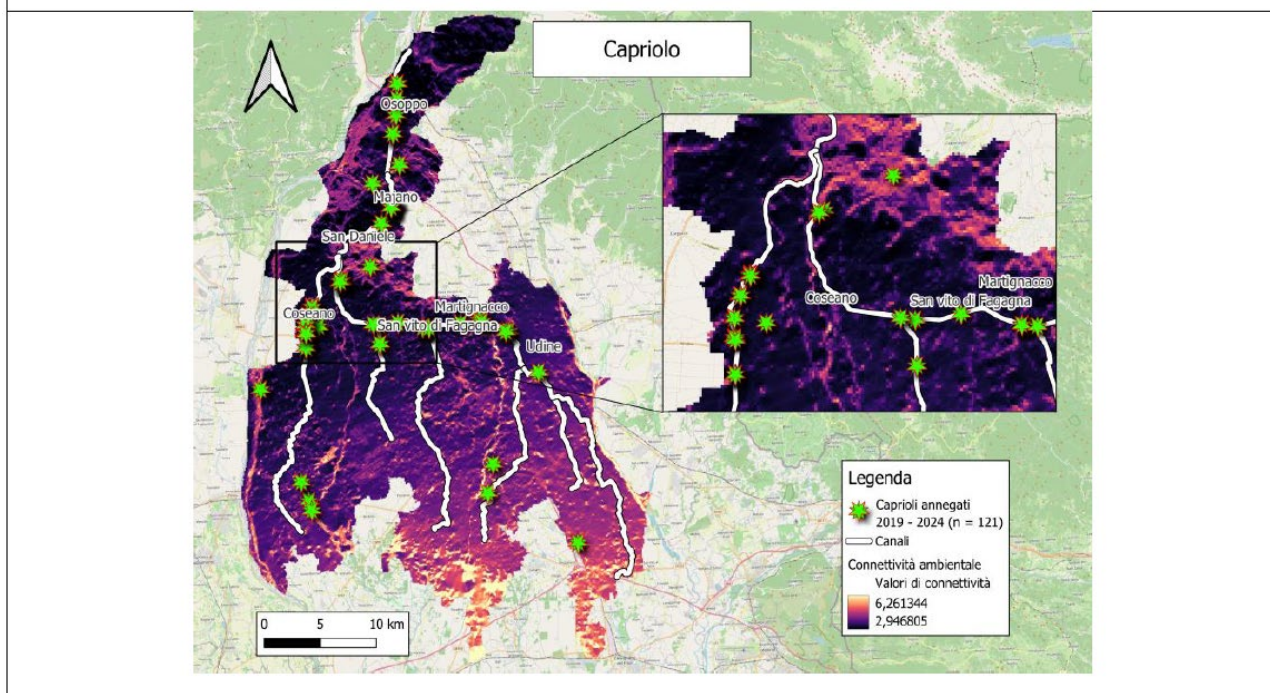 Capriolo
Osoppo
Majano
San Daniele
Coseano
Martignacco
San vito di Fagagna
Udine
Martignacco
Coseano
San vito di Fagagna
Legenda
Caprioli annegati
2019 - 2024 (n = 121)
Canali
Connettività ambientale
Valori di connettività
6,261344
2,946805
0 5 10 km